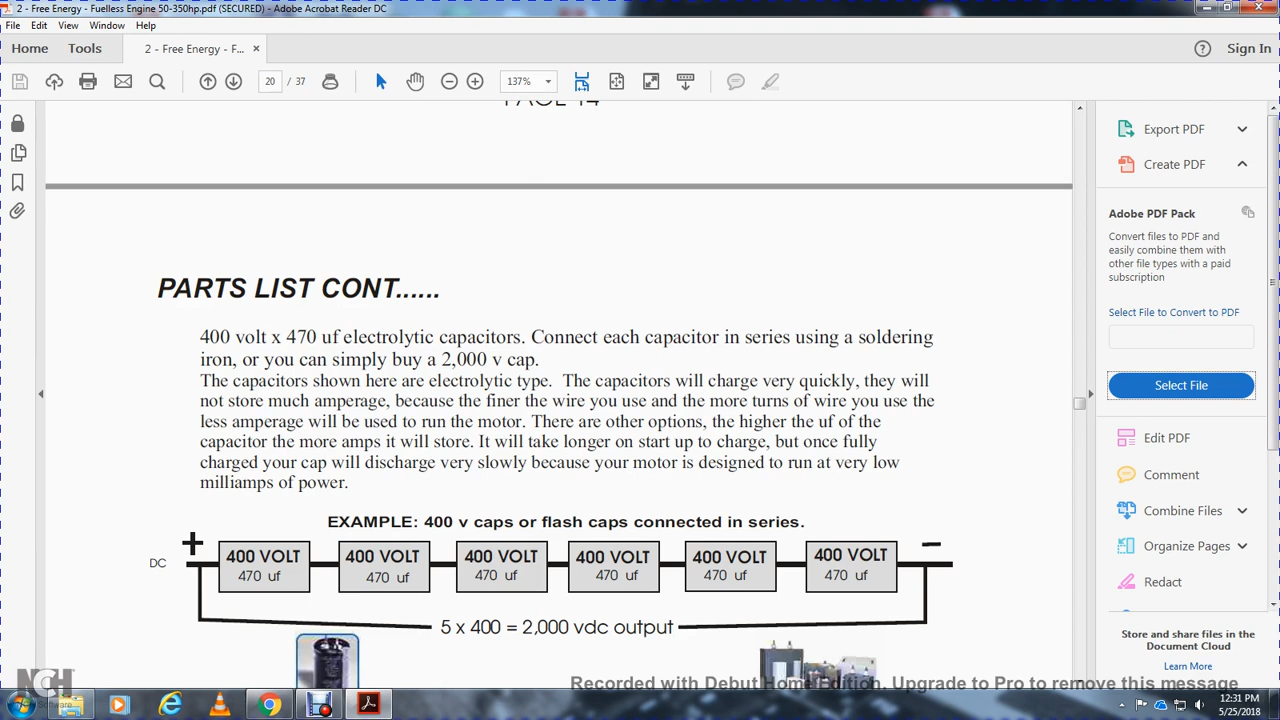 2 - Free Energy - Fuelless Engine 50-350hp.pdf (SECURED) - Adobe Acrobat Reader DC
File Edit View Window Help
Home Tools 2 - Free Energy - F... × Sign In
20 / 37 137%
PAGE 14
PARTS LIST CONT......
400 volt x 470 uf electrolytic capacitors. Connect each capacitor in series using a soldering
iron, or you can simply buy a 2,000 v cap.
The capacitors shown here are electrolytic type. The capacitors will charge very quickly, they will
not store much amperage, because the finer the wire you use and the more turns of wire you use the
less amperage will be used to run the motor. There are other options, the higher the uf of the
capacitor the more amps it will store. It will take longer on start up to charge, but once fully
charged your cap will discharge very slowly because your motor is designed to run at very low
milliamps of power.
EXAMPLE: 400 v caps or flash caps connected in series.
+ −
DC
400 VOLT 400 VOLT 400 VOLT 400 VOLT 400 VOLT 400 VOLT
470 uf 470 uf 470 uf 470 uf 470 uf 470 uf
5 x 400 = 2,000 vdc output
Export PDF
Create PDF
Adobe PDF Pack
Convert files to PDF and
easily combine them with
other file types with a paid
subscription
Select File to Convert to PDF
Select File
Edit PDF
Comment
Combine Files
Organize Pages
Redact
Store and share files in the
Document Cloud
Learn More
NCH
Software
Recorded with Debut Home Edition. Upgrade to Pro to remove this message
12:31 PM
5/25/2018